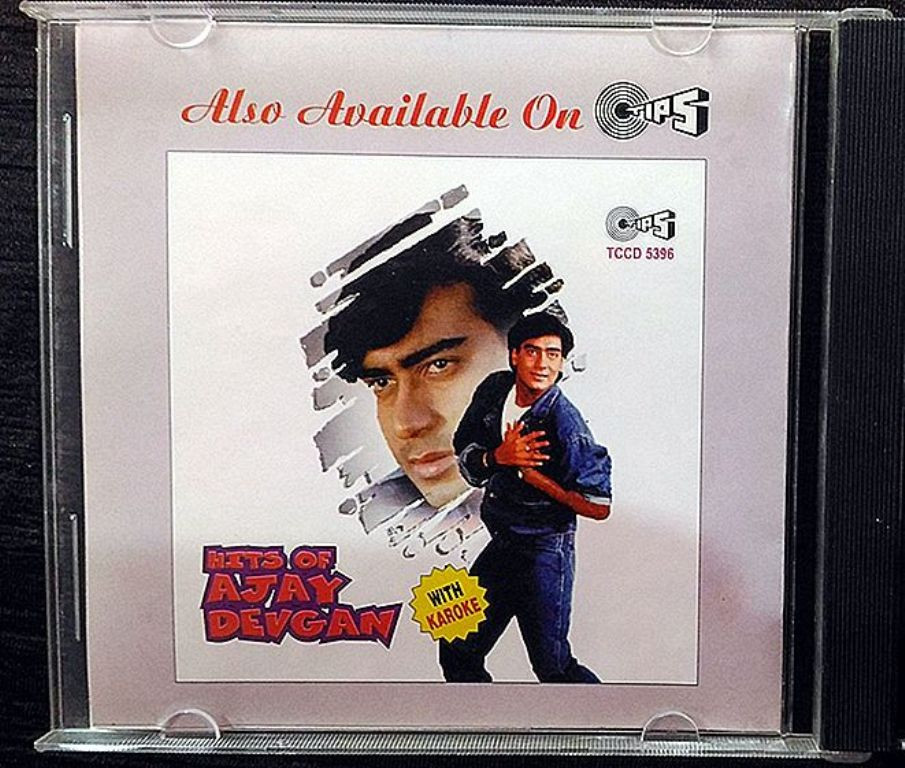 Also Available On TIPS
TIPS
TCCD 5396
HITS OF
AJAY
DEVGAN
WITH
KAROKE